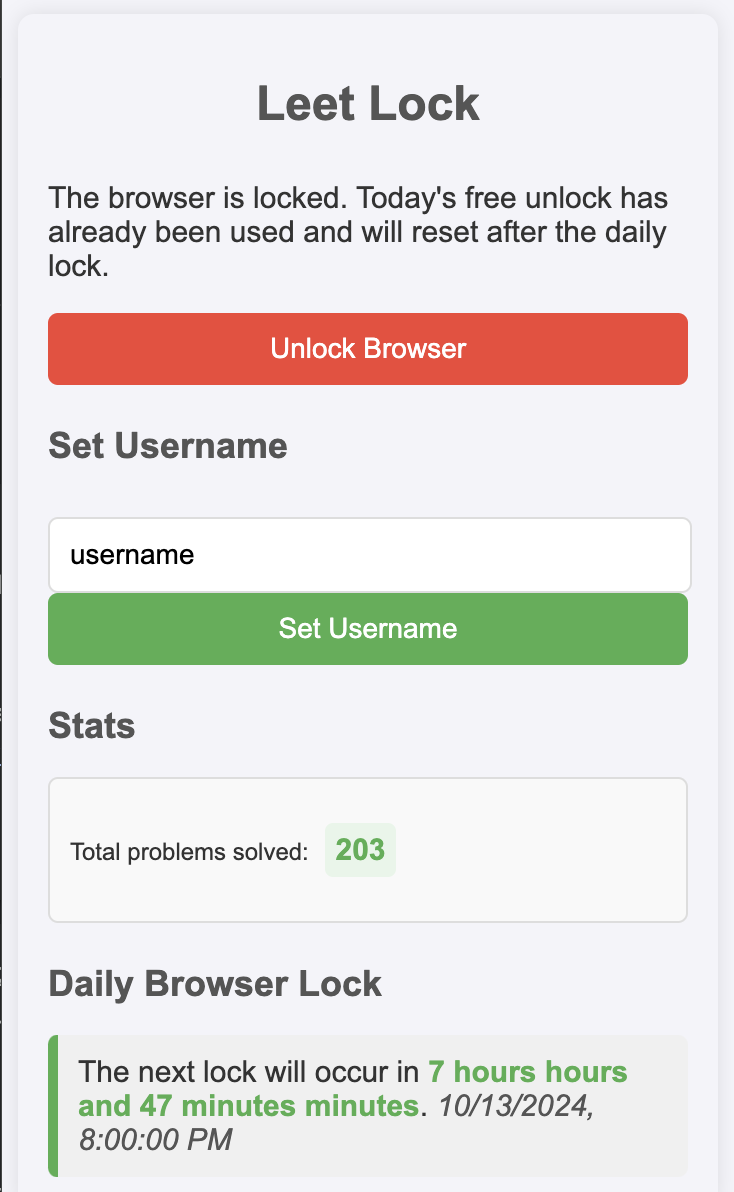 Leet Lock
The browser is locked. Today's free unlock has
already been used and will reset after the daily
lock.
Unlock Browser
Set Username
username
Set Username
Stats
Total problems solved: 203
Daily Browser Lock
The next lock will occur in 7 hours hours
and 47 minutes minutes. 10/13/2024,
8:00:00 PM